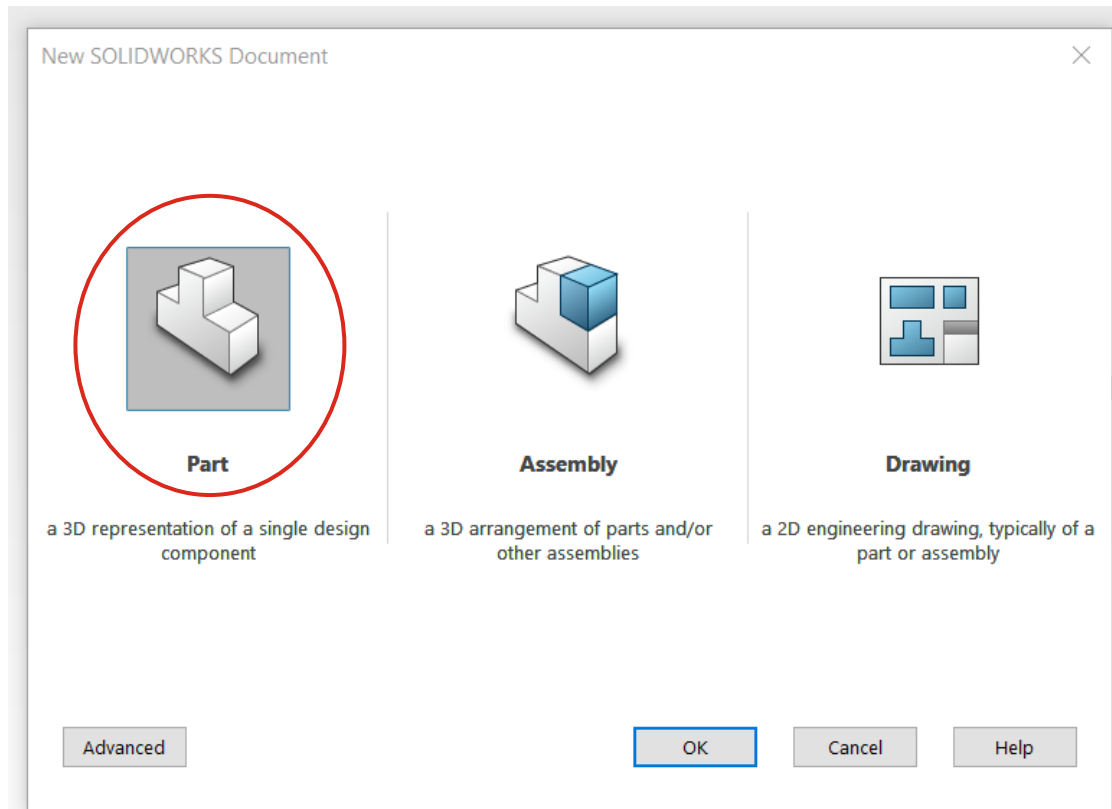 New SOLIDWORKS Document
Part
a 3D representation of a single design
component
Assembly
a 3D arrangement of parts and/or
other assemblies
Drawing
a 2D engineering drawing, typically of a
part or assembly
Advanced
OK
Cancel
Help